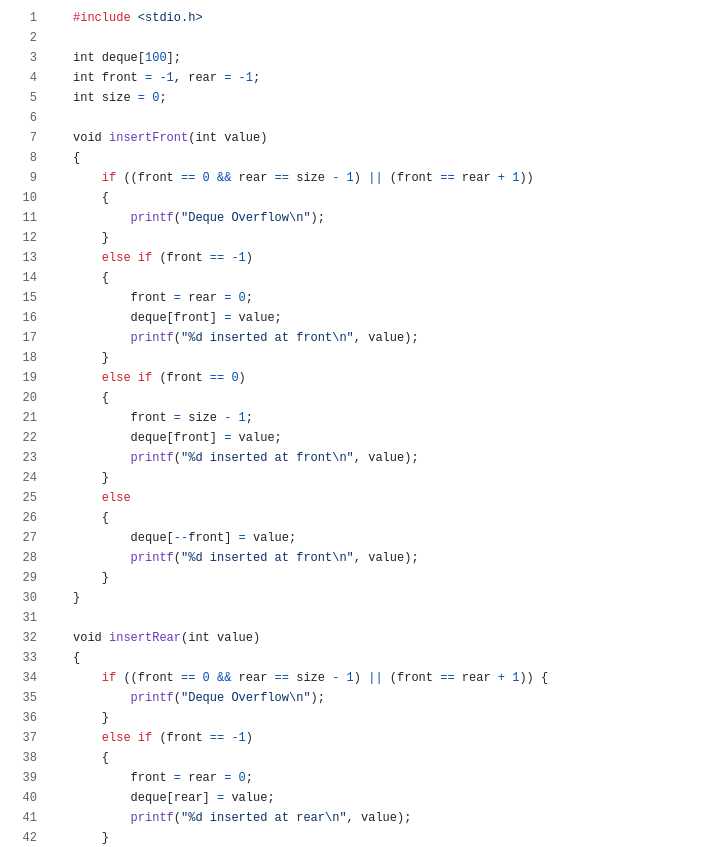 1 #include <stdio.h>
2
3 int deque[100];
4 int front = -1, rear = -1;
5 int size = 0;
6
7 void insertFront(int value)
8 {
9     if ((front == 0 && rear == size - 1) || (front == rear + 1))
10     {
11         printf("Deque Overflow\n");
12     }
13     else if (front == -1)
14     {
15         front = rear = 0;
16         deque[front] = value;
17         printf("%d inserted at front\n", value);
18     }
19     else if (front == 0)
20     {
21         front = size - 1;
22         deque[front] = value;
23         printf("%d inserted at front\n", value);
24     }
25     else
26     {
27         deque[--front] = value;
28         printf("%d inserted at front\n", value);
29     }
30 }
31
32 void insertRear(int value)
33 {
34     if ((front == 0 && rear == size - 1) || (front == rear + 1)) {
35         printf("Deque Overflow\n");
36     }
37     else if (front == -1)
38     {
39         front = rear = 0;
40         deque[rear] = value;
41         printf("%d inserted at rear\n", value);
42     }